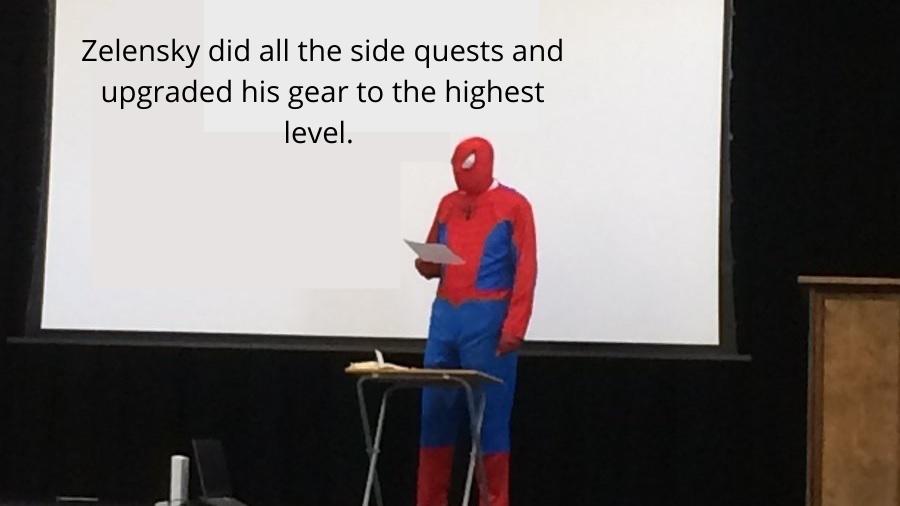 Zelensky did all the side quests and
upgraded his gear to the highest
level.